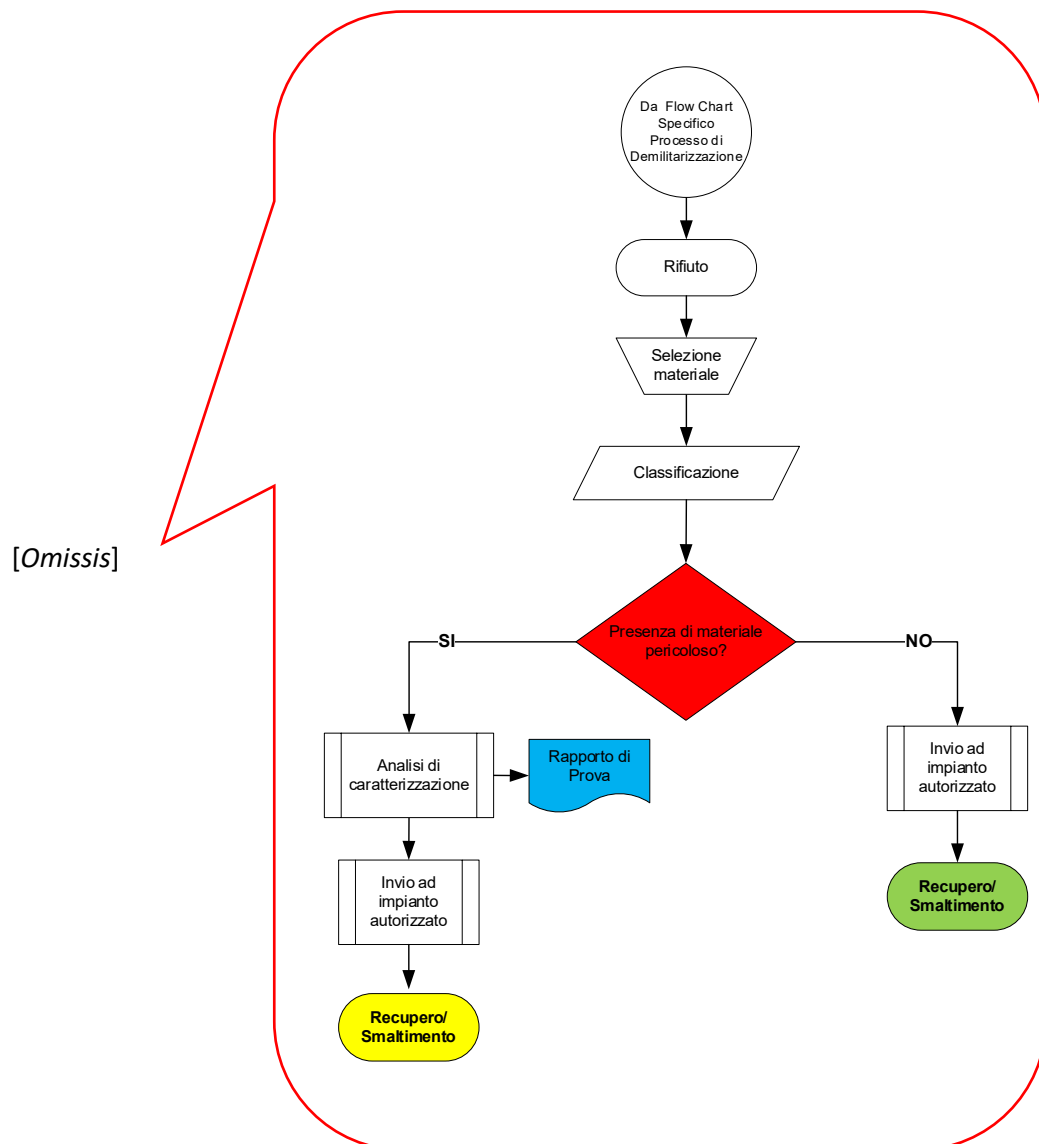 Da Flow Chart
Specifico
Processo di
Demilitarizzazione
Rifiuto
Selezione
materiale
Classificazione
[Omissis]
Presenza di materiale
pericoloso?
SI
NO
Analisi di
caratterizzazione
Rapporto di
Prova
Invio ad
impianto
autorizzato
Invio ad
impianto
autorizzato
Recupero/
Smaltimento
Recupero/
Smaltimento